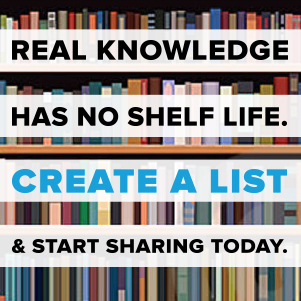 REAL KNOWLEDGE
HAS NO SHELF LIFE.
CREATE A LIST
& START SHARING TODAY.